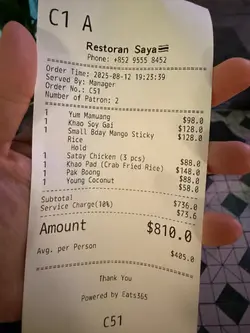 C1 A
Restoran Saya
Phone: +852 9555 8452
Order Time: 2025-08-12 19:23:39
Served By: Manager
Order No.: C51
Number of Patron: 2
1 Yum Mamuang $98.0
1 Khao Soy Gai $128.0
1 Small Bday Mango Sticky Rice $128.0
Hold
1 Satay Chicken (3 pcs) $88.0
1 Khao Pad (Crab Fried Rice) $148.0
1 Pak Boong $88.0
1 Young Coconut $58.0
Subtotal $736.0
Service Charge(10%) $73.6
Amount $810.0
Avg. per Person $405.0
Thank You
Powered by Eats365
C51